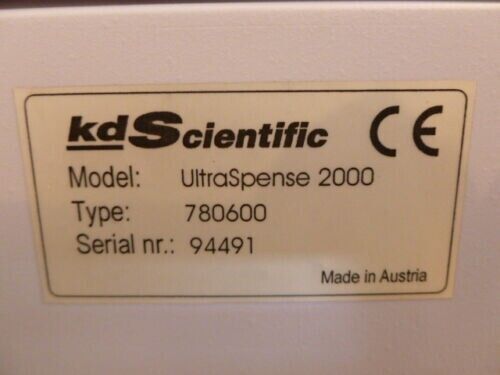 kdScientific CE
Model: UltraSpense 2000
Type: 780600
Serial nr.: 94491
Made in Austria